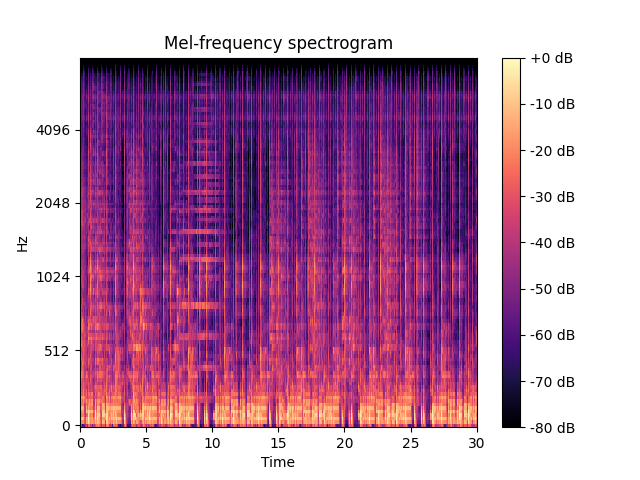 Mel-frequency spectrogram
+0 dB
-10 dB
-20 dB
-30 dB
-40 dB
-50 dB
-60 dB
-70 dB
-80 dB
Hz
4096
2048
1024
512
0
0 5 10 15 20 25 30
Time